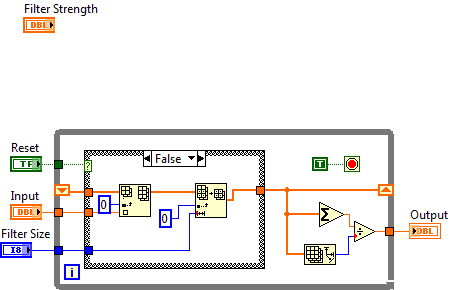 Filter Strength
DBL
Reset
TF
False
?
T
Input
DBL
0
0
Filter Size
I8
Σ
÷
Output
DBL
i